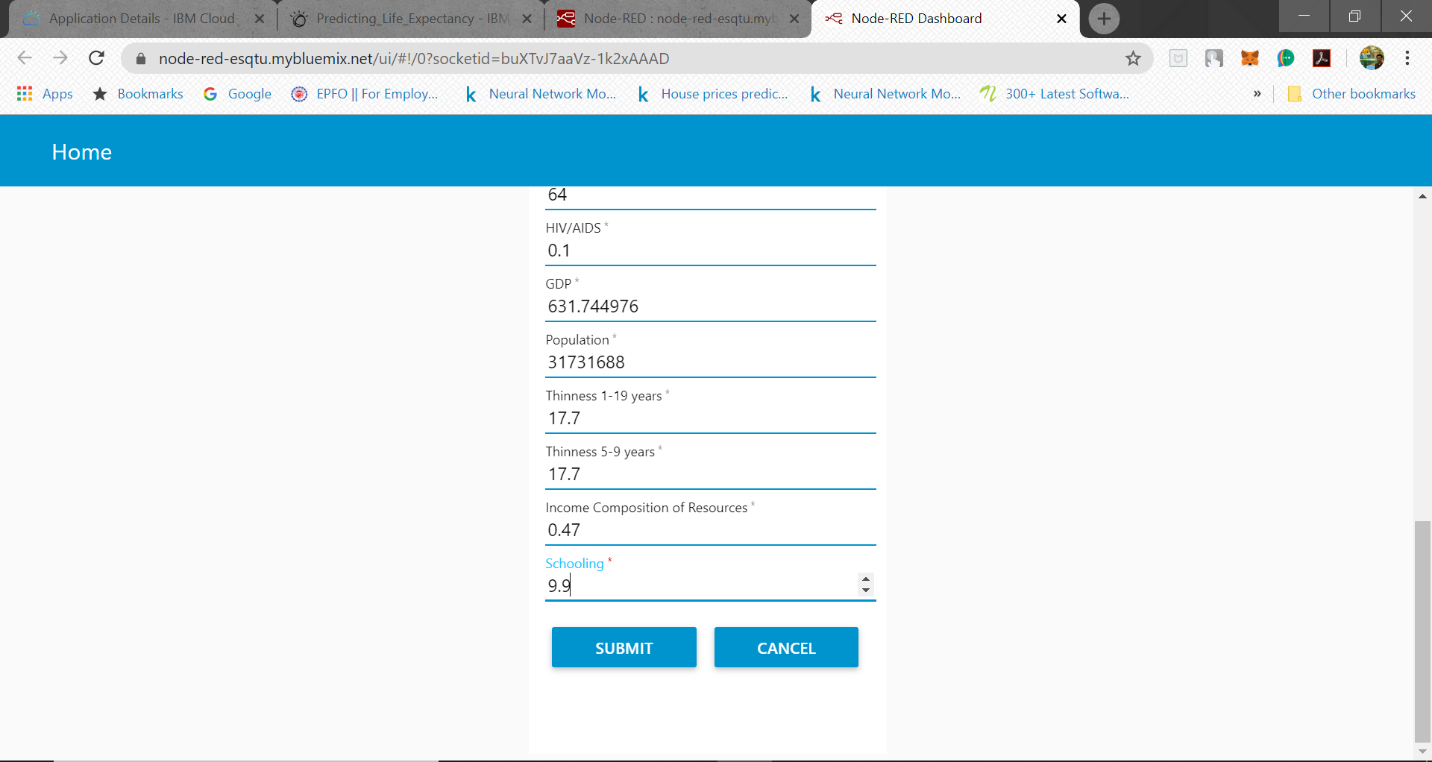 Application Details - IBM Cloud
Predicting_Life_Expectancy - IBM
Node-RED : node-red-esqtu.myb
Node-RED Dashboard
node-red-esqtu.mybluemix.net/ui/#!/0?socketid=buXTvJ7aaVz-1k2xAAAD
Apps
Bookmarks
Google
EPFO || For Employ...
Neural Network Mo...
House prices predic...
Neural Network Mo...
300+ Latest Softwa...
»
Other bookmarks
Home
64
HIV/AIDS *
0.1
GDP *
631.744976
Population *
31731688
Thinness 1-19 years *
17.7
Thinness 5-9 years *
17.7
Income Composition of Resources *
0.47
Schooling *
9.9
SUBMIT
CANCEL